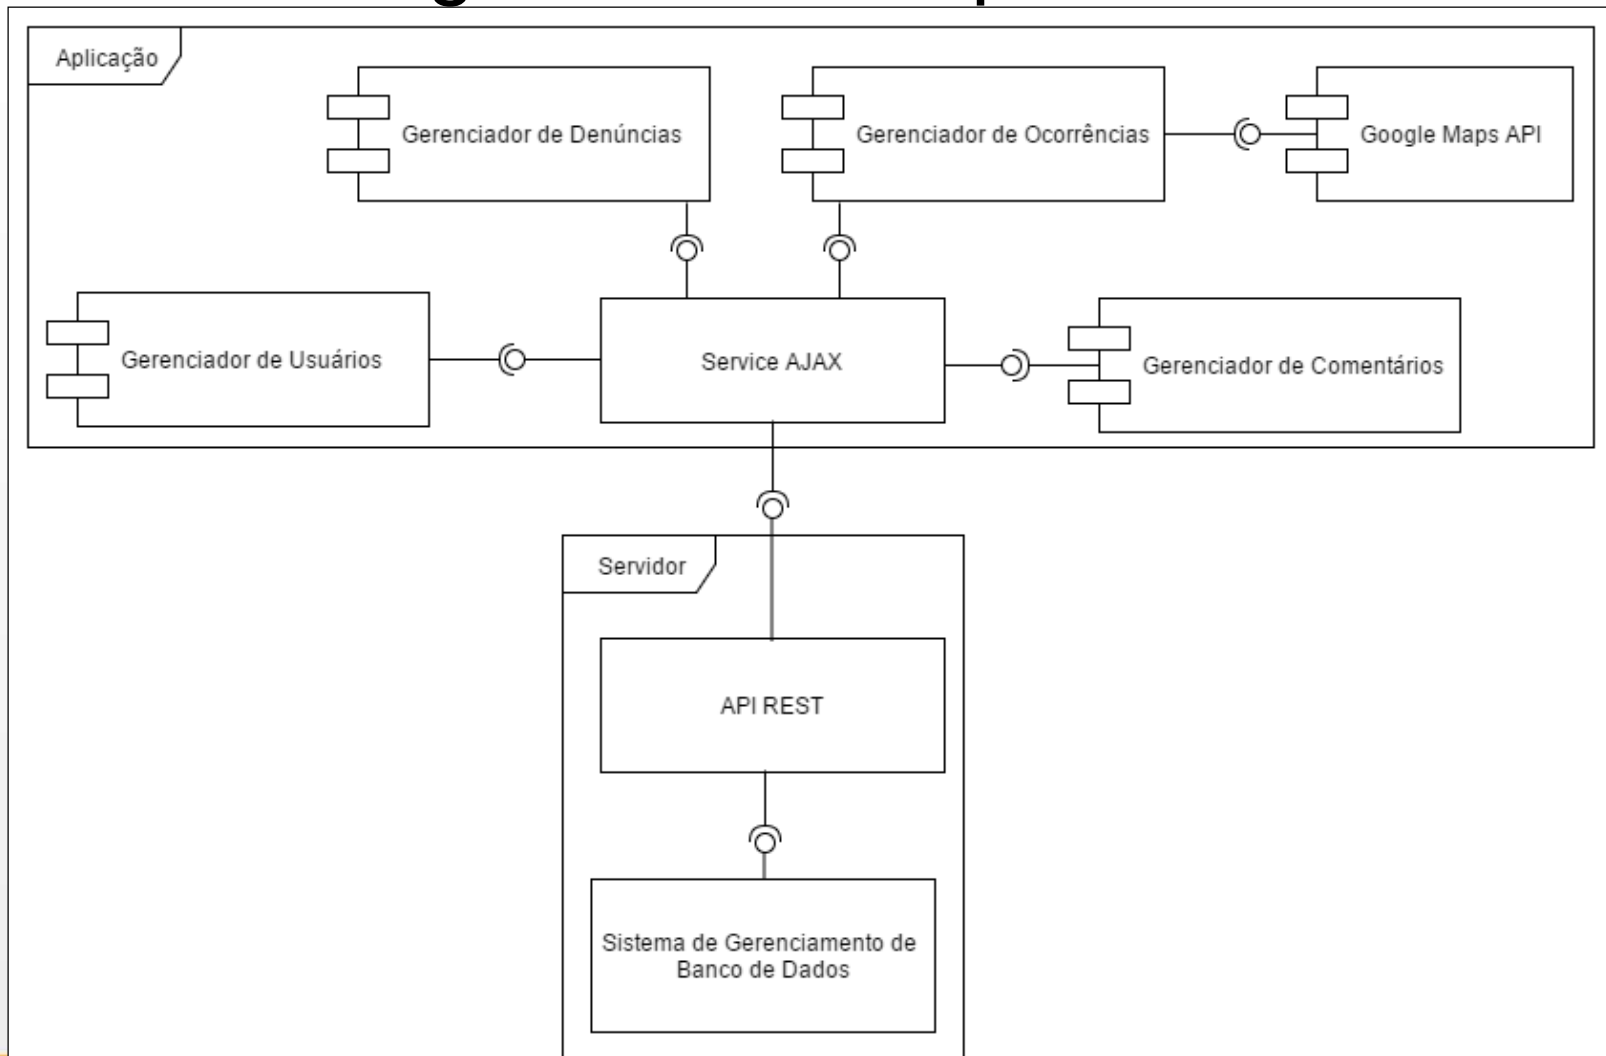 Aplicação
Gerenciador de Denúncias
Gerenciador de Ocorrências
Google Maps API
Gerenciador de Usuários
Service AJAX
Gerenciador de Comentários
Servidor
API REST
Sistema de Gerenciamento de
Banco de Dados